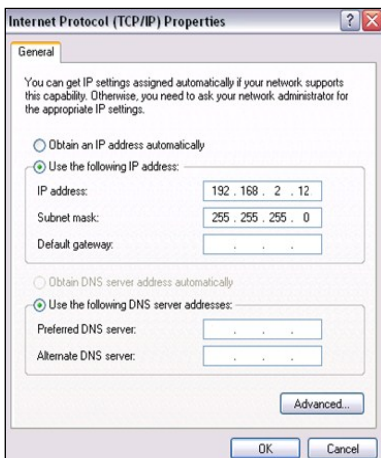 Internet Protocol (TCP/IP) Properties
General
You can get IP settings assigned automatically if your network supports
this capability. Otherwise, you need to ask your network administrator for
the appropriate IP settings.
Obtain an IP address automatically
Use the following IP address:
IP address: 192 . 168 . 2 . 12
Subnet mask: 255 . 255 . 255 . 0
Default gateway: . . .
Obtain DNS server address automatically
Use the following DNS server addresses:
Preferred DNS server: . . .
Alternate DNS server: . . .
Advanced...
OK Cancel